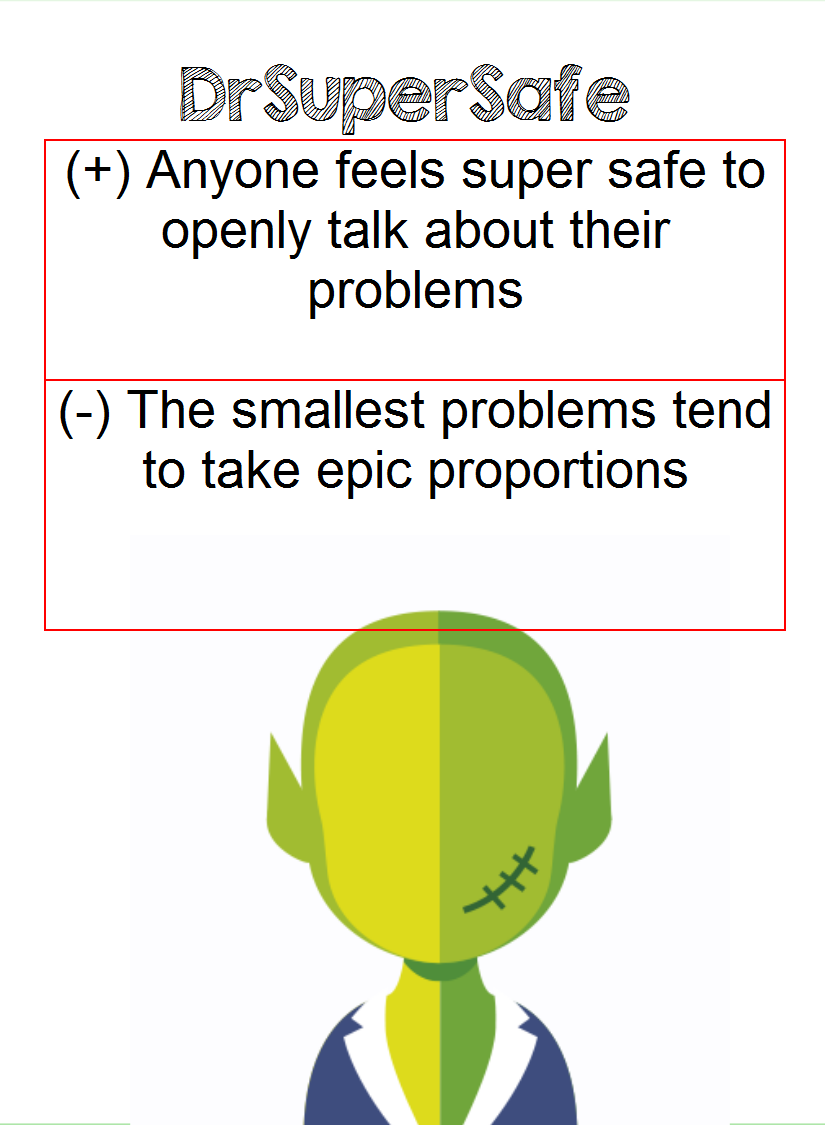 DrSuperSafe
(+) Anyone feels super safe to
openly talk about their
problems
(-) The smallest problems tend
to take epic proportions